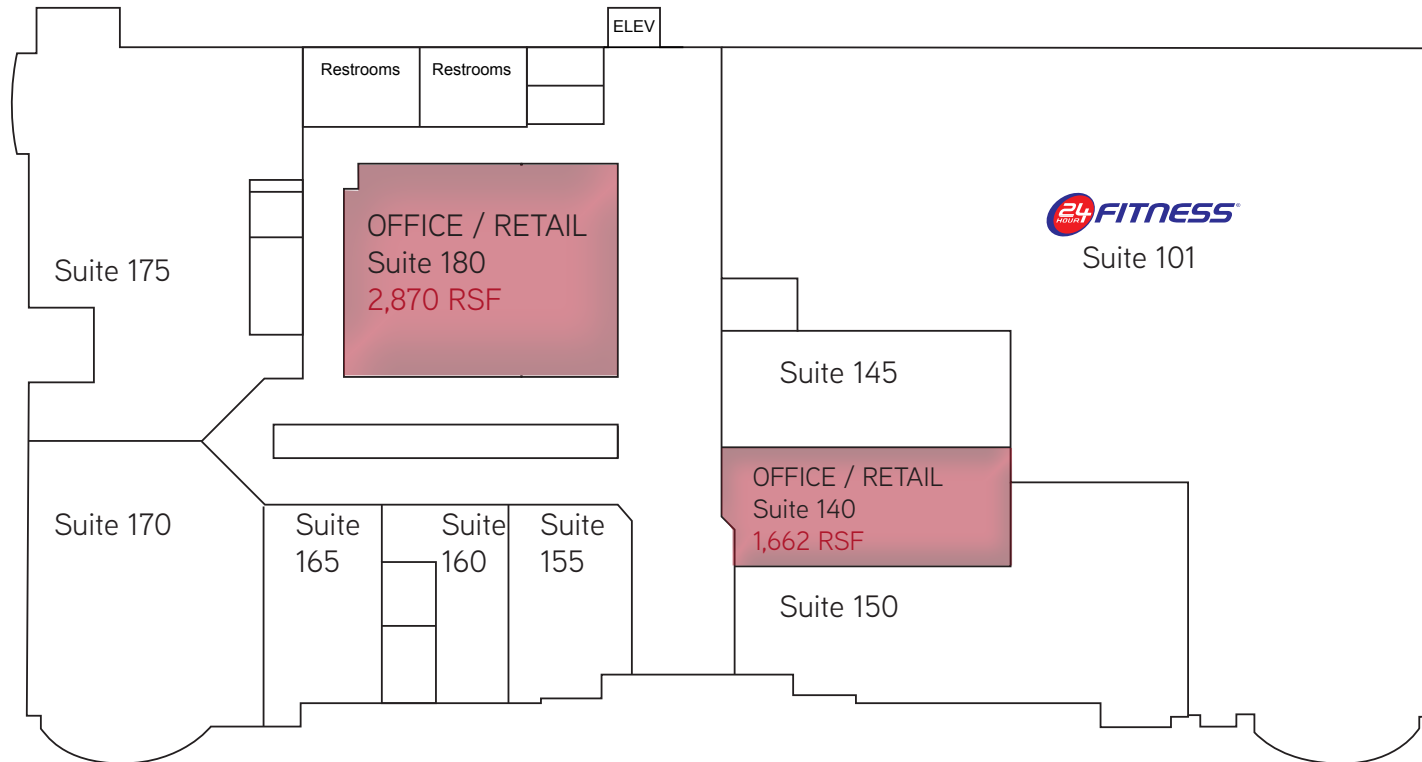 ELEV
Restrooms
Restrooms
OFFICE / RETAIL
Suite 180
2,870 RSF
24
HOUR
FITNESS
Suite 101
Suite 175
Suite 145
OFFICE / RETAIL
Suite 140
1,662 RSF
Suite 170
Suite
165
Suite
160
Suite
155
Suite 150